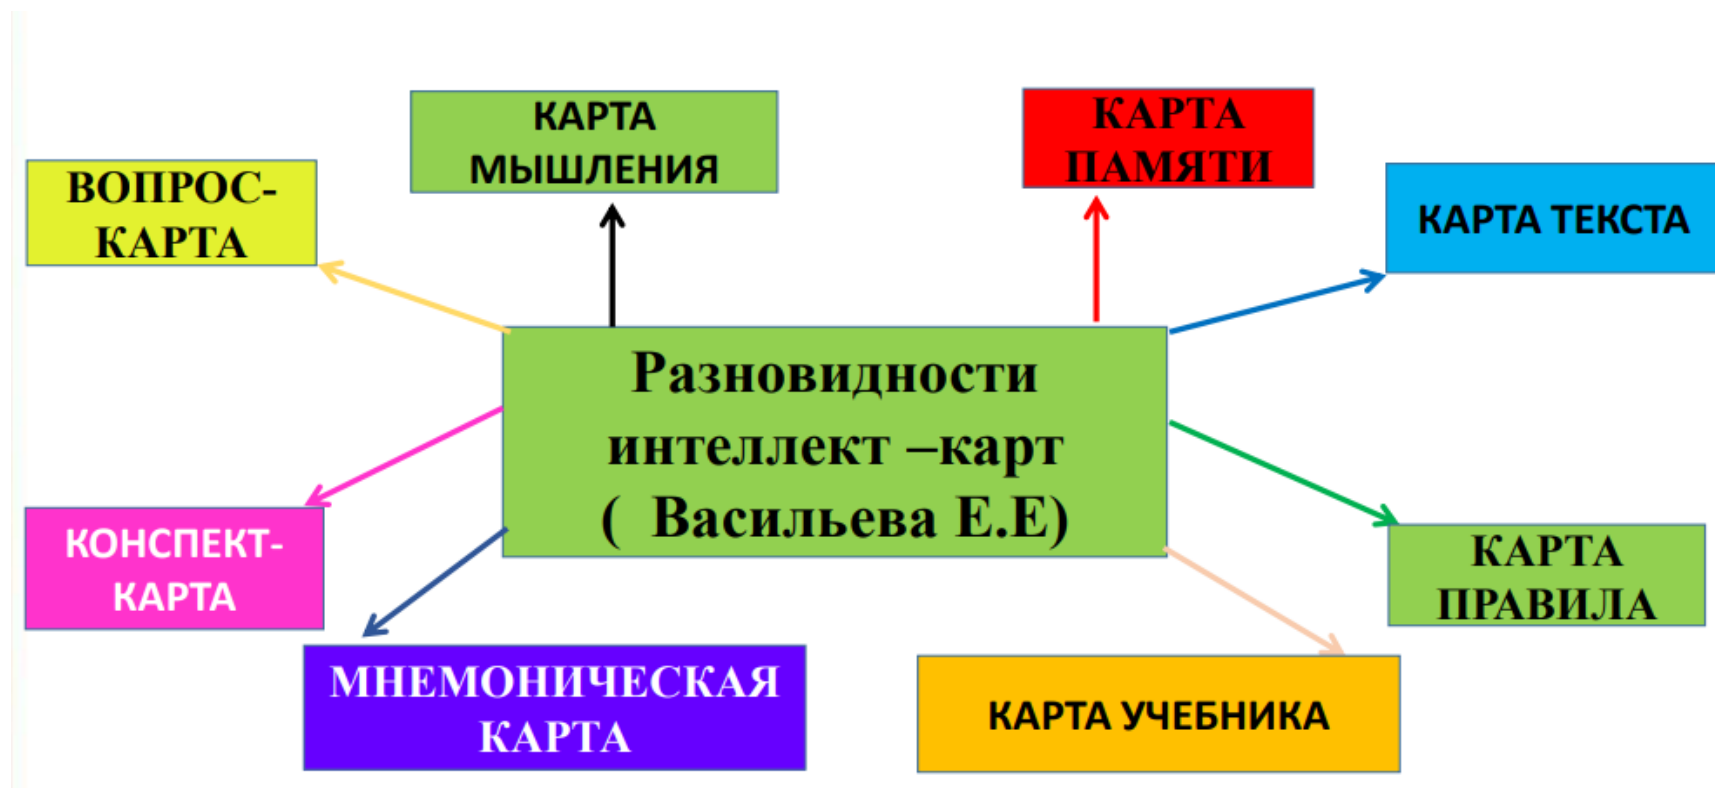 КАРТА
МЫШЛЕНИЯ
КАРТА
ПАМЯТИ
ВОПРОС-
КАРТА
КАРТА ТЕКСТА
Разновидности
интеллект –карт
(  Васильева Е.Е)
КОНСПЕКТ-
КАРТА
КАРТА
ПРАВИЛА
МНЕМОНИЧЕСКАЯ
КАРТА
КАРТА УЧЕБНИКА